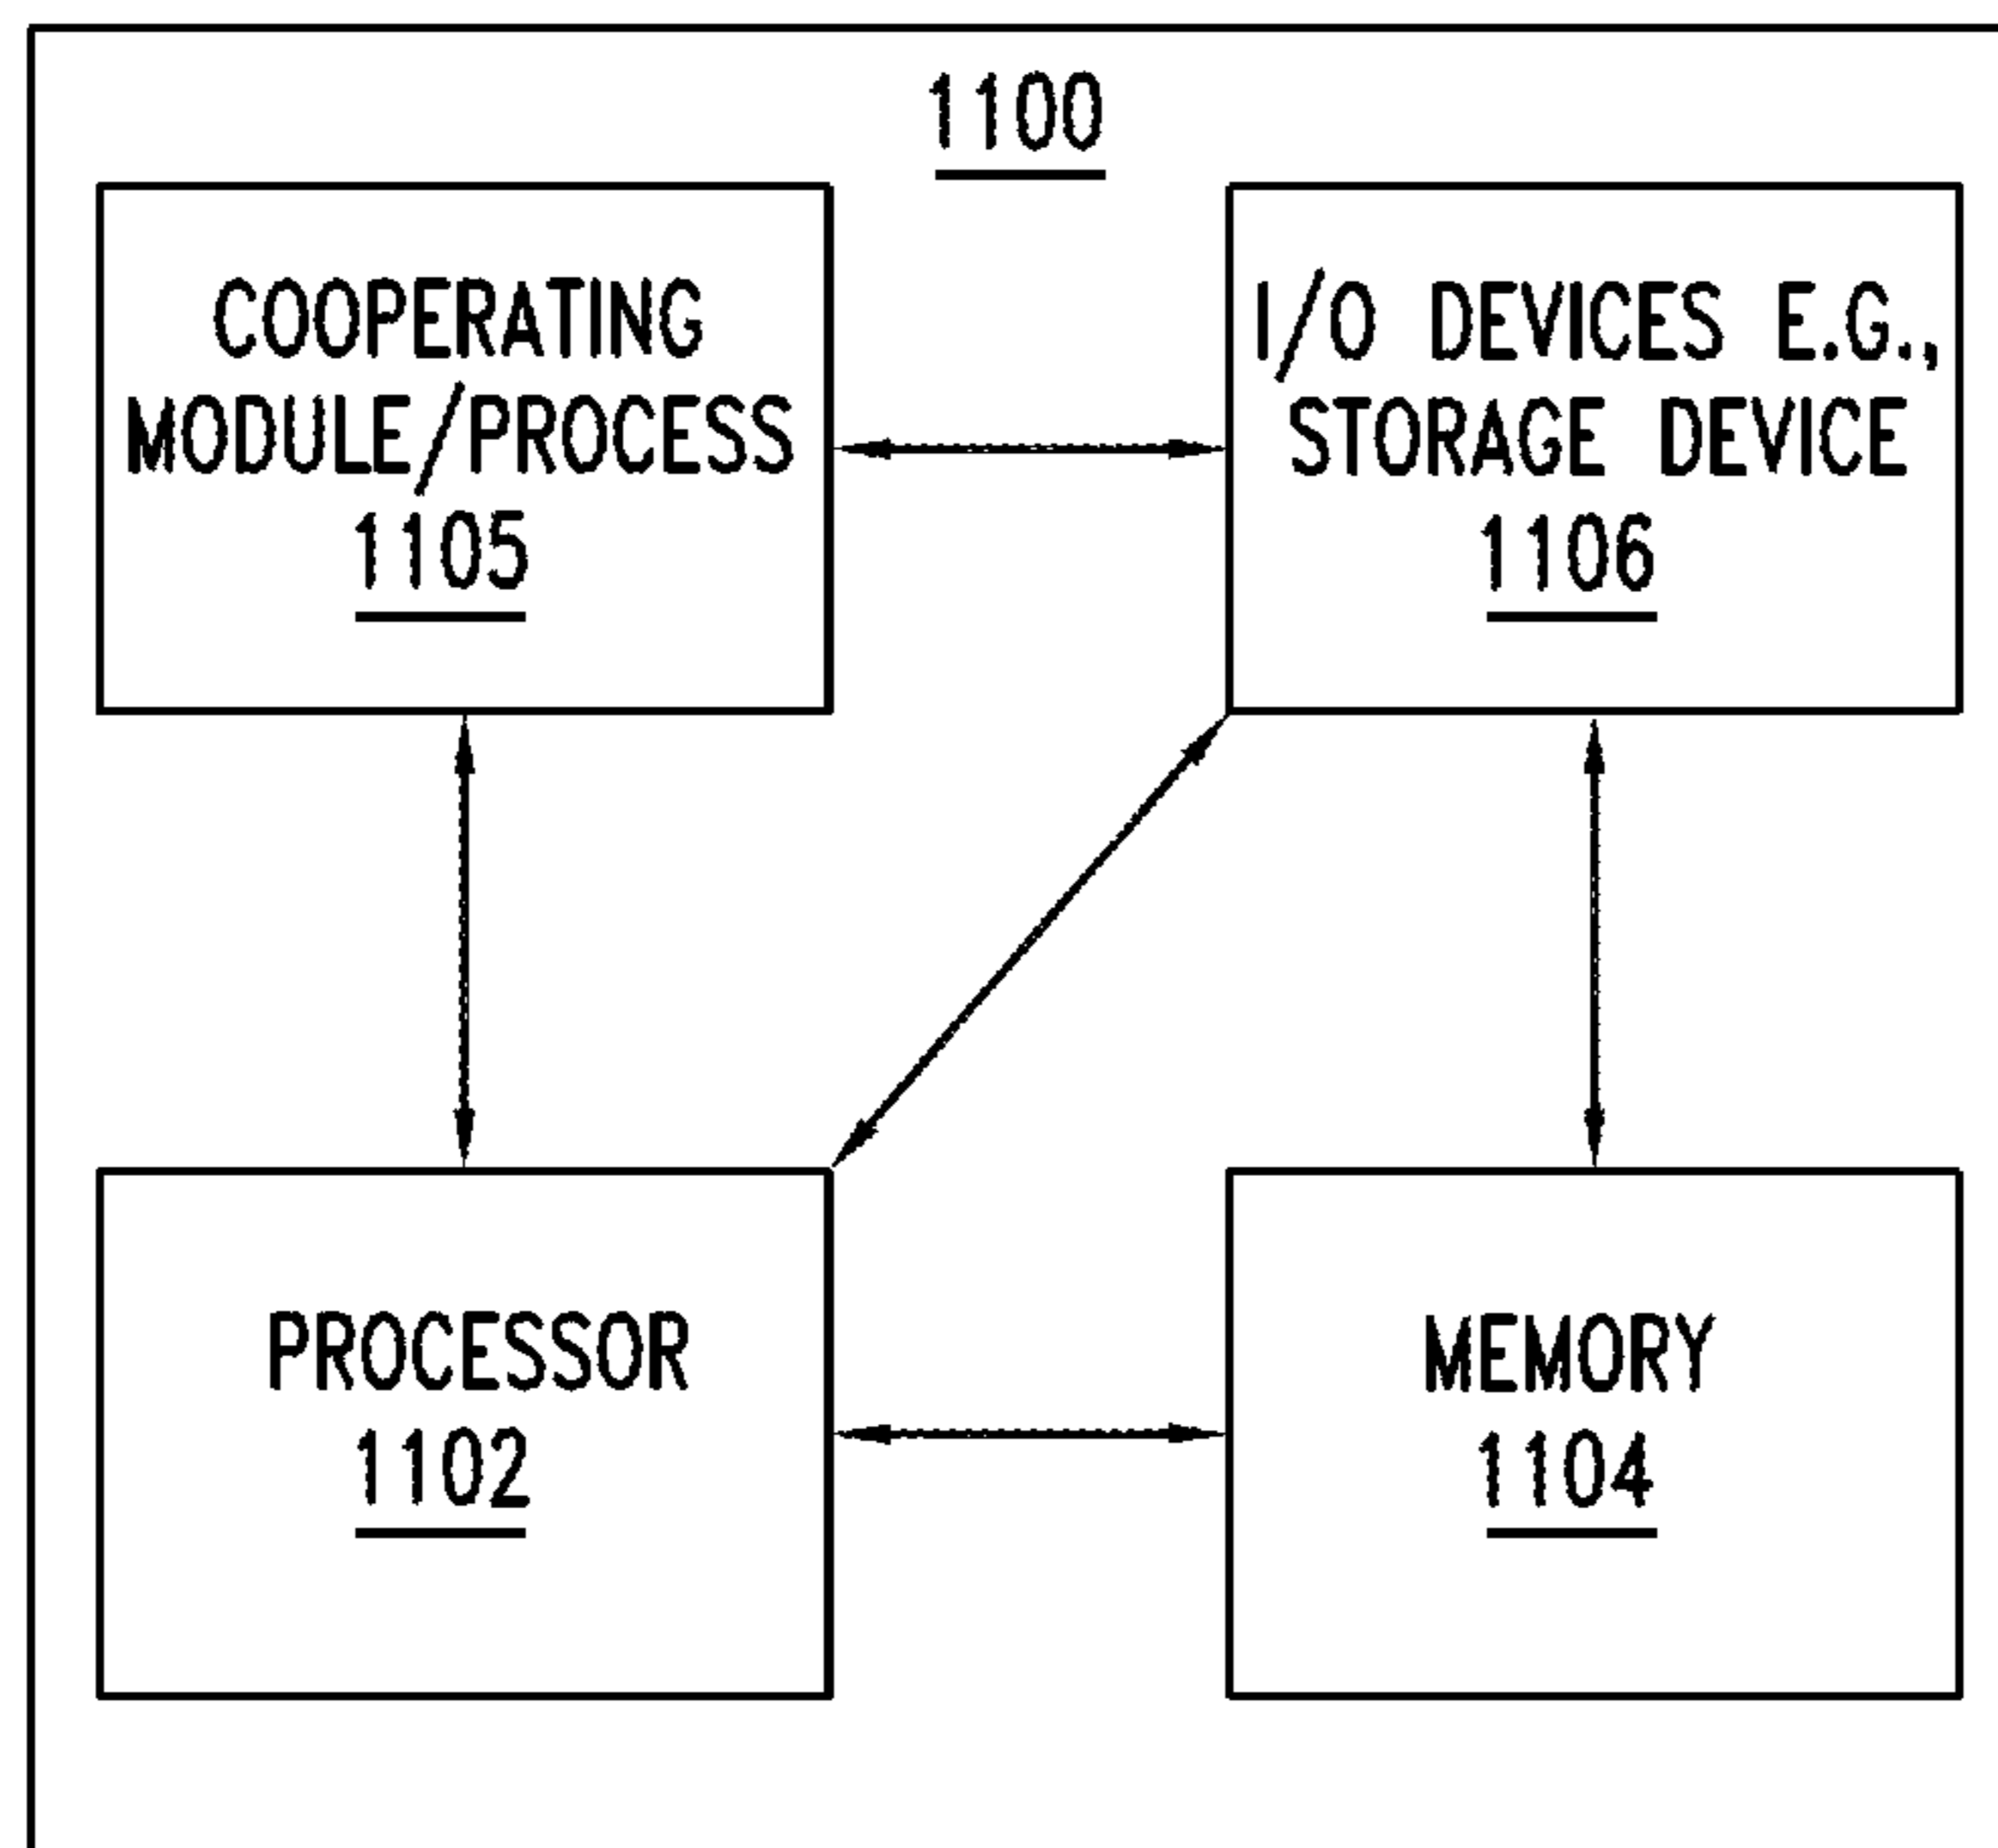 1100
COOPERATING
MODULE/PROCESS
1105
I/O DEVICES E.G.,
STORAGE DEVICE
1106
PROCESSOR
1102
MEMORY
1104